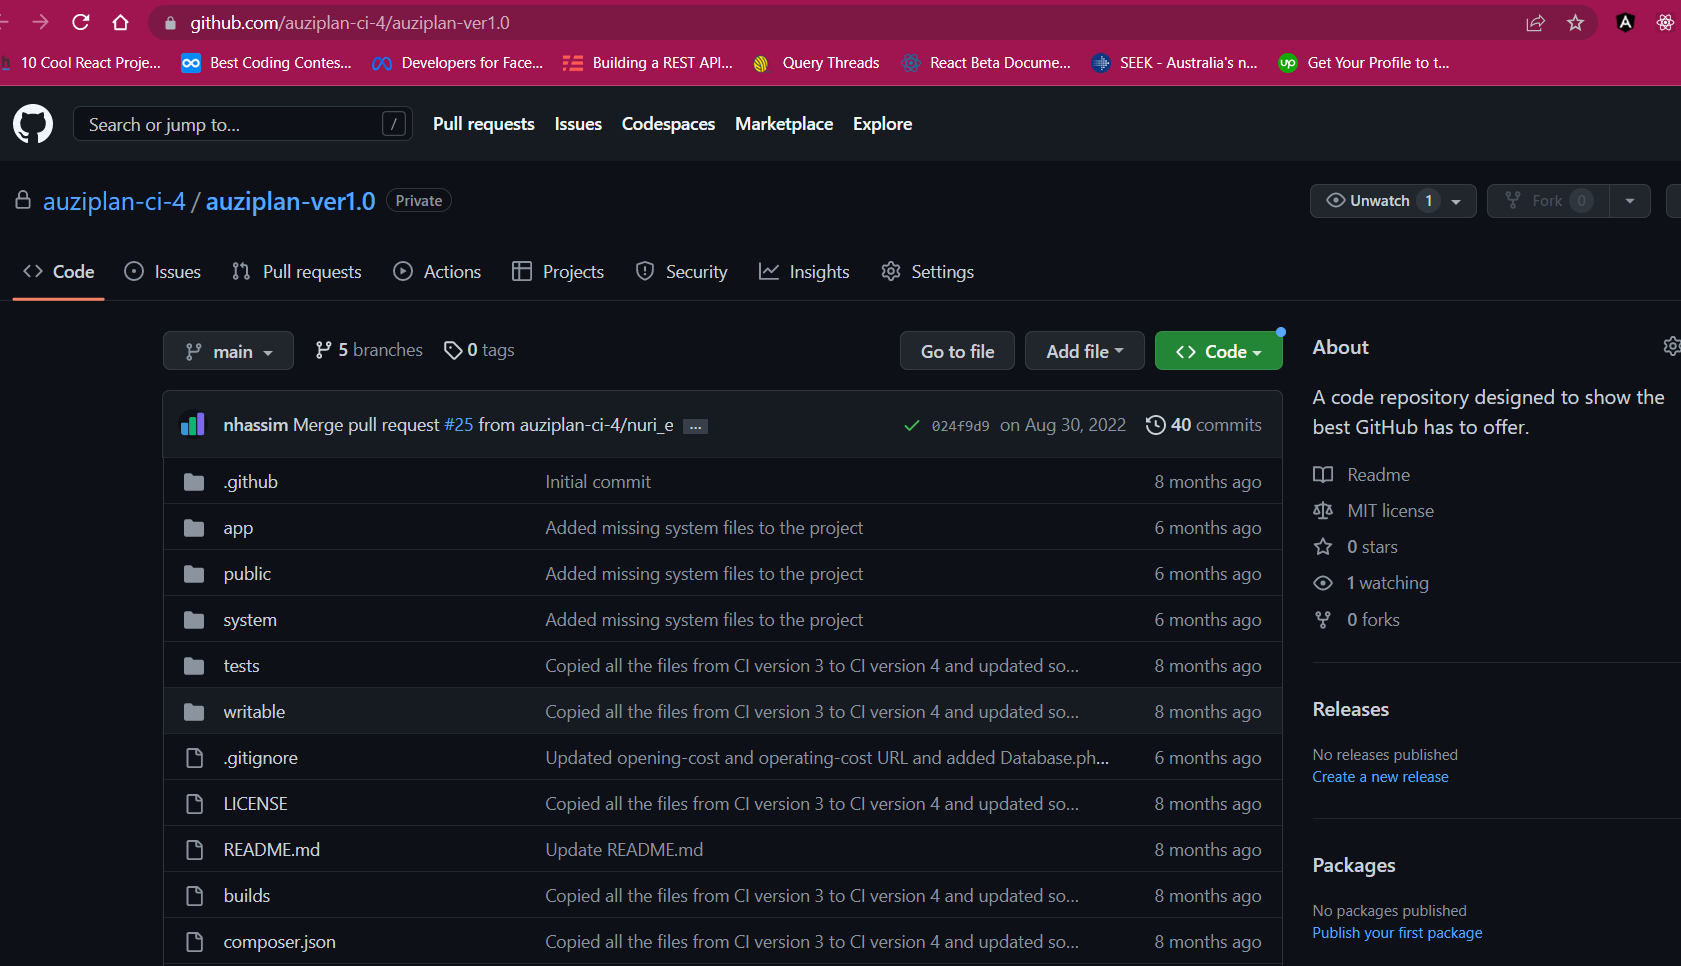 github.com/auziplan-ci-4/auziplan-ver1.0
10 Cool React Proje... Best Coding Contes... Developers for Face... Building a REST API... Query Threads React Beta Docume... SEEK - Australia's n... up Get Your Profile to t...
Search or jump to... / Pull requests Issues Codespaces Marketplace Explore
auziplan-ci-4 / auziplan-ver1.0 Private Unwatch 1 Fork 0
Code Issues Pull requests Actions Projects Security Insights Settings
main 5 branches 0 tags Go to file Add file Code
nhassim Merge pull request #25 from auziplan-ci-4/nuri_e ... 024f9d9 on Aug 30, 2022 40 commits
.github Initial commit 8 months ago
app Added missing system files to the project 6 months ago
public Added missing system files to the project 6 months ago
system Added missing system files to the project 6 months ago
tests Copied all the files from CI version 3 to CI version 4 and updated so... 8 months ago
writable Copied all the files from CI version 3 to CI version 4 and updated so... 8 months ago
.gitignore Updated opening-cost and operating-cost URL and added Database.ph... 6 months ago
LICENSE Copied all the files from CI version 3 to CI version 4 and updated so... 8 months ago
README.md Update README.md 8 months ago
builds Copied all the files from CI version 3 to CI version 4 and updated so... 8 months ago
composer.json Copied all the files from CI version 3 to CI version 4 and updated so... 8 months ago
About
A code repository designed to show the
best GitHub has to offer.
Readme
MIT license
0 stars
1 watching
0 forks
Releases
No releases published
Create a new release
Packages
No packages published
Publish your first package